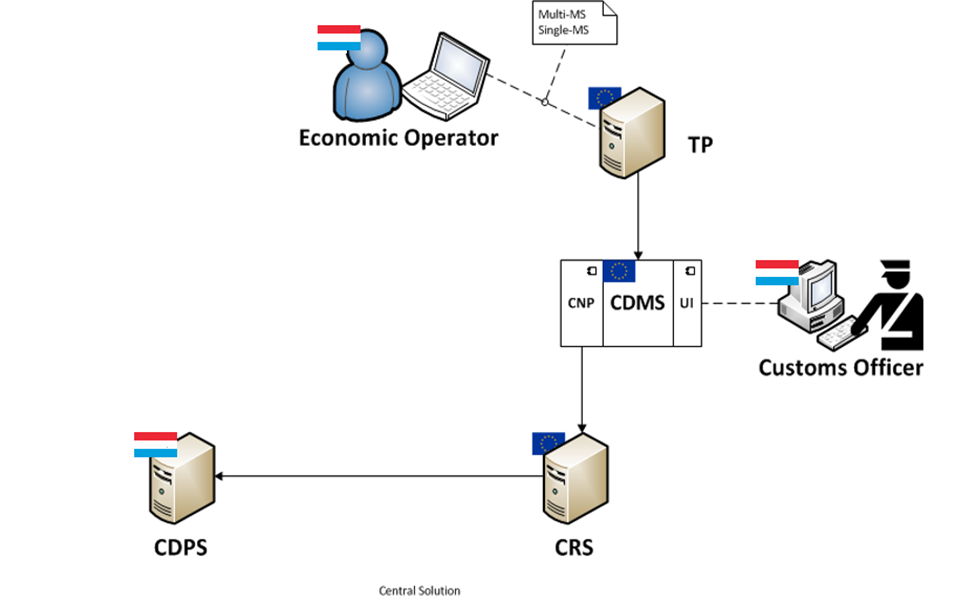 Multi-MS
Single-MS
Economic Operator
TP
CNP
CDMS
UI
Customs Officer
CDPS
CRS
Central Solution